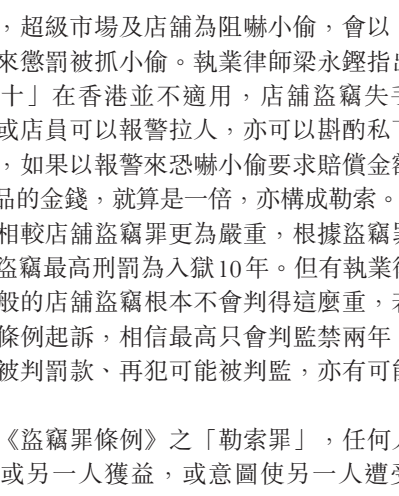 ，超級市場及店舖為阻嚇小偷，會以
來懲罰被抓小偷。執業律師梁永鏗指出
十」在香港並不適用，店舖盜竊失手
或店員可以報警拉人，亦可以斟酌私下
，如果以報警來恐嚇小偷要求賠償金額
品的金錢，就算是一倍，亦構成勒索。
相較店舖盜竊罪更為嚴重，根據盜竊罪
盜竊最高刑罰為入獄10年。但有執業律
般的店舖盜竊根本不會判得這麼重，若
條例起訴，相信最高只會判監禁兩年
被判罰款、再犯可能被判監，亦有可能
《盜竊罪條例》之「勒索罪」，任何人
或另一人獲益，或意圖使另一人遭受